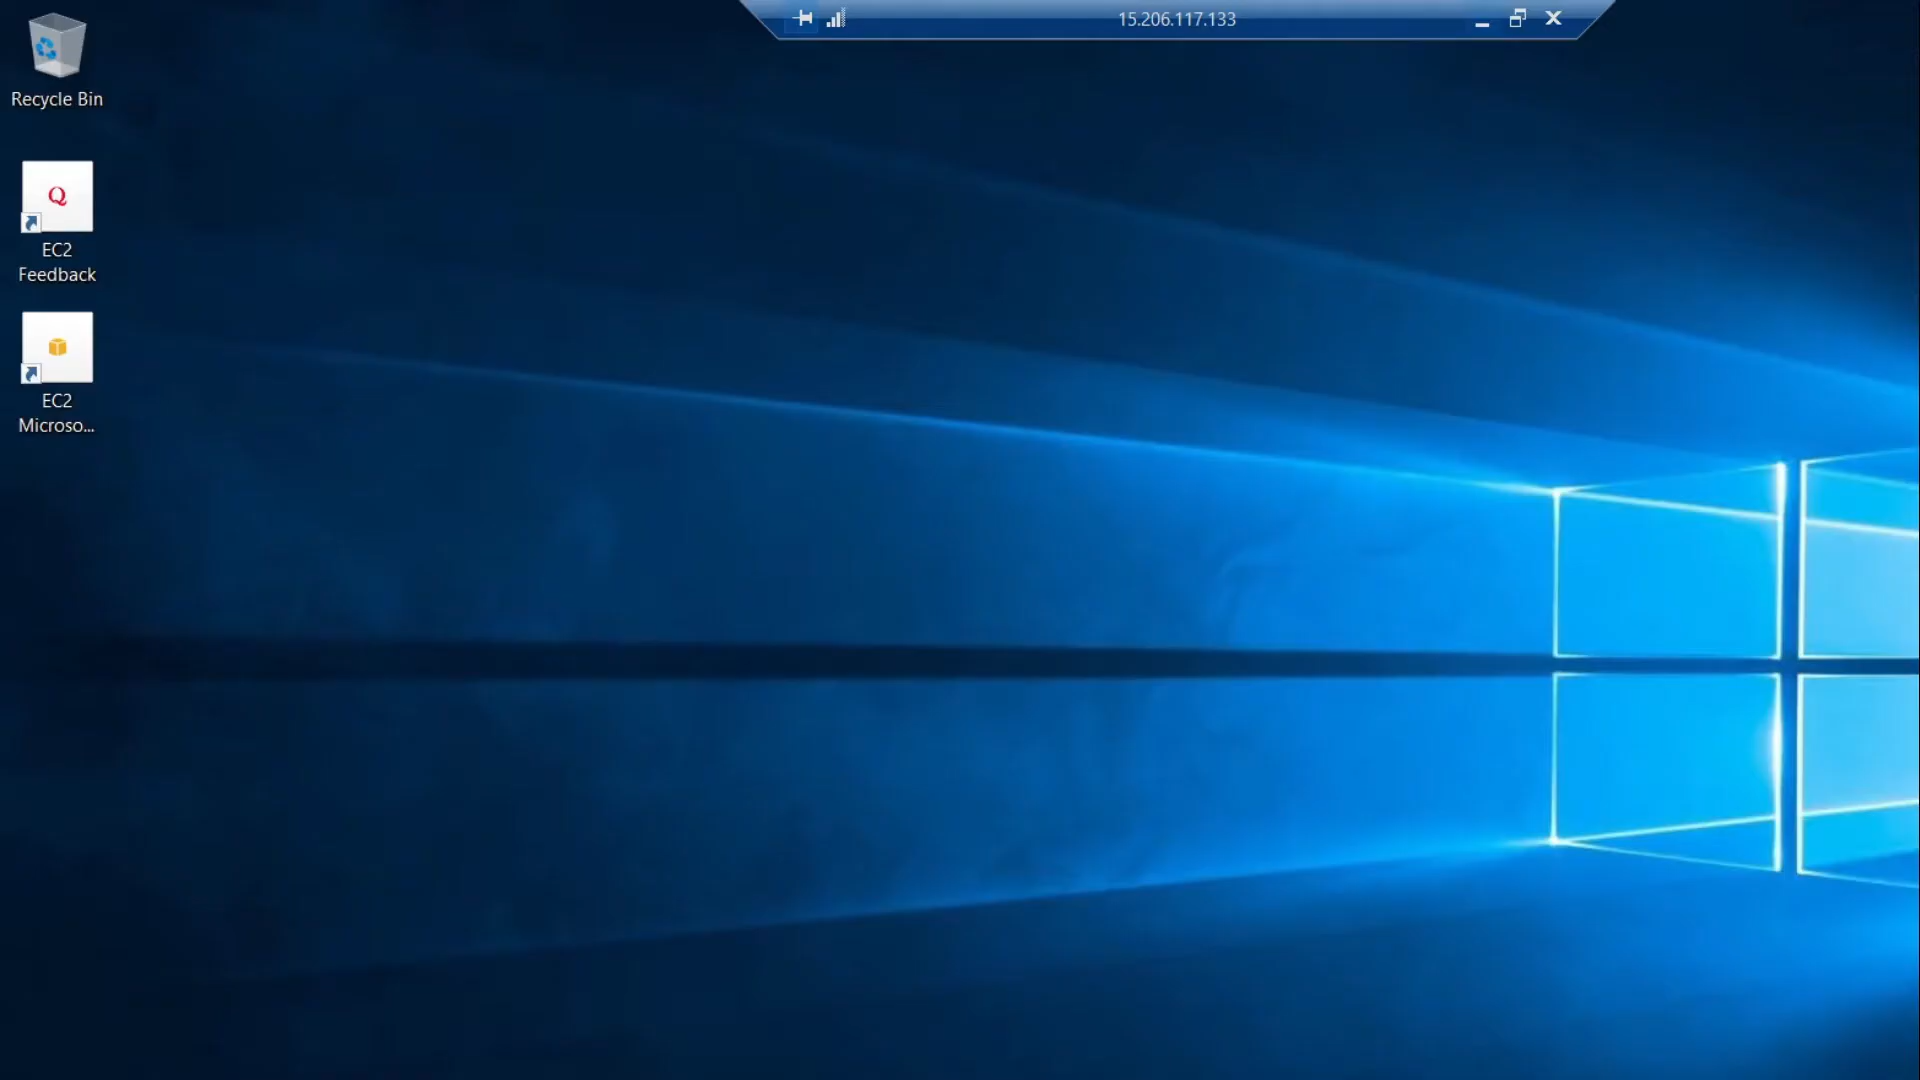 15.206.117.133
Recycle Bin
Q
EC2
Feedback
EC2
Microso...